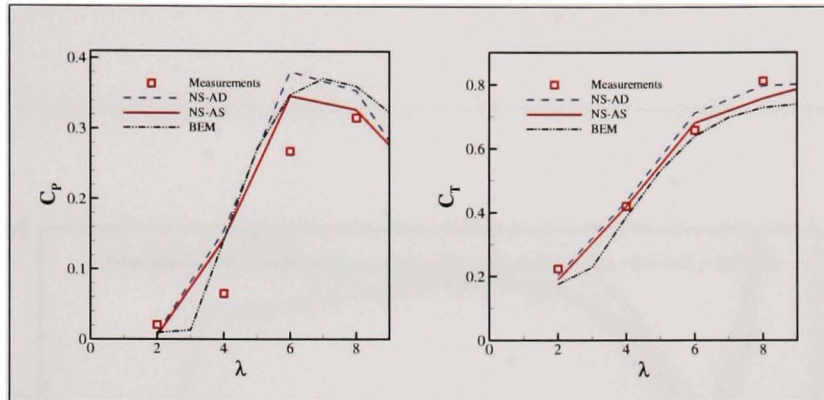 0.4
0.3
0.2
0.1
0
C_P
Measurements
NS-AD
NS-AS
BEM
0 2 4 6 8
λ
0.8
0.6
0.4
0.2
0
C_T
Measurements
NS-AD
NS-AS
BEM
0 2 4 6 8
λ